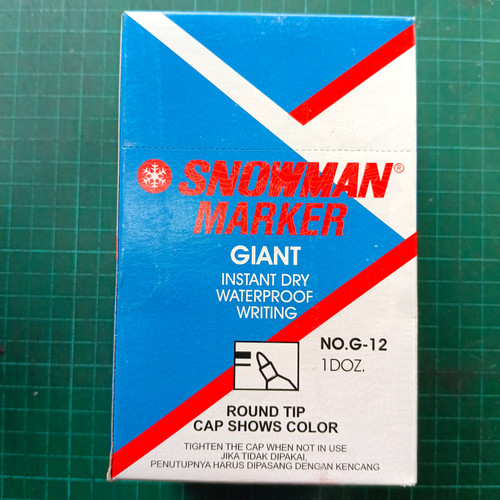 SNOWMAN®
MARKER
GIANT
INSTANT DRY
WATERPROOF
WRITING
NO.G-12
1DOZ.
ROUND TIP
CAP SHOWS COLOR
TIGHTEN THE CAP WHEN NOT IN USE
JIKA TIDAK DIPAKAI,
PENUTUPNYA HARUS DIPASANG DENGAN KENCANG